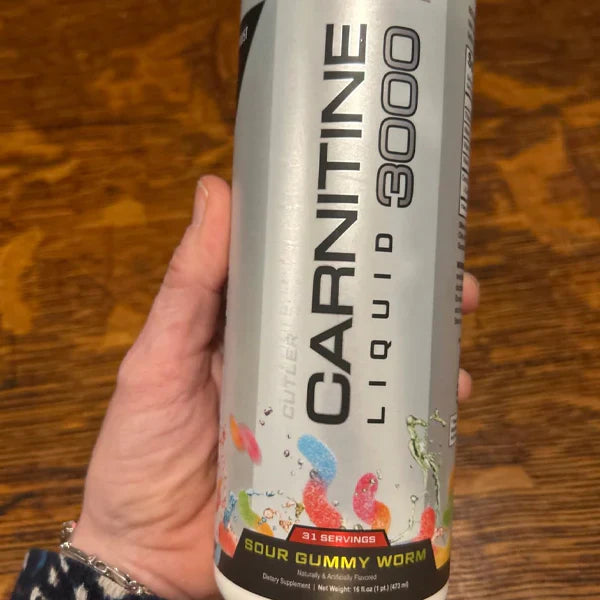 CARNITINE
LIQUID 3000
CUTLER
31 SERVINGS
SOUR GUMMY WORM
Naturally & Artificially Flavored
Dietary Supplement | Net Weight: 16 fl.oz (1 pt.) (473 ml)